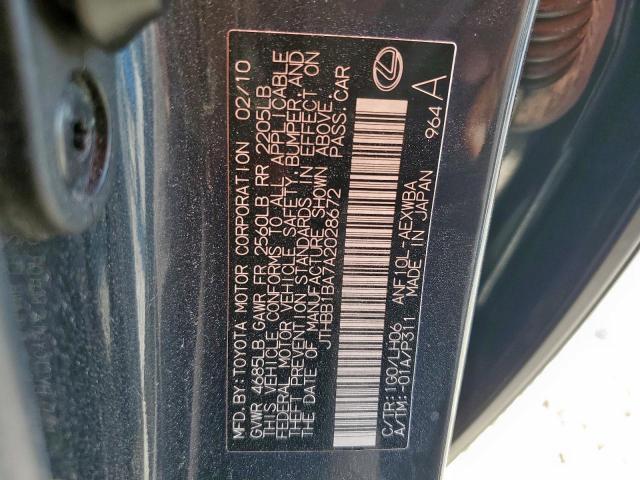 MFD. BY: TOYOTA MOTOR CORPORATION 02/10
GVWR 4685LB GAWR FR 2560LB RR 2205LB
THIS VEHICLE CONFORMS TO ALL APPLICABLE
FEDERAL MOTOR VEHICLE SAFETY, BUMPER, AND
THEFT PREVENTION STANDARDS IN EFFECT ON
THE DATE OF MANUFACTURE SHOWN ABOVE.
JTHBB1BA7A2028672 PASS. CAR
C/TR: 1G0/LH06 ANF10L-AEXWBA
A/TM: -01A/P311 MADE IN JAPAN
964 A